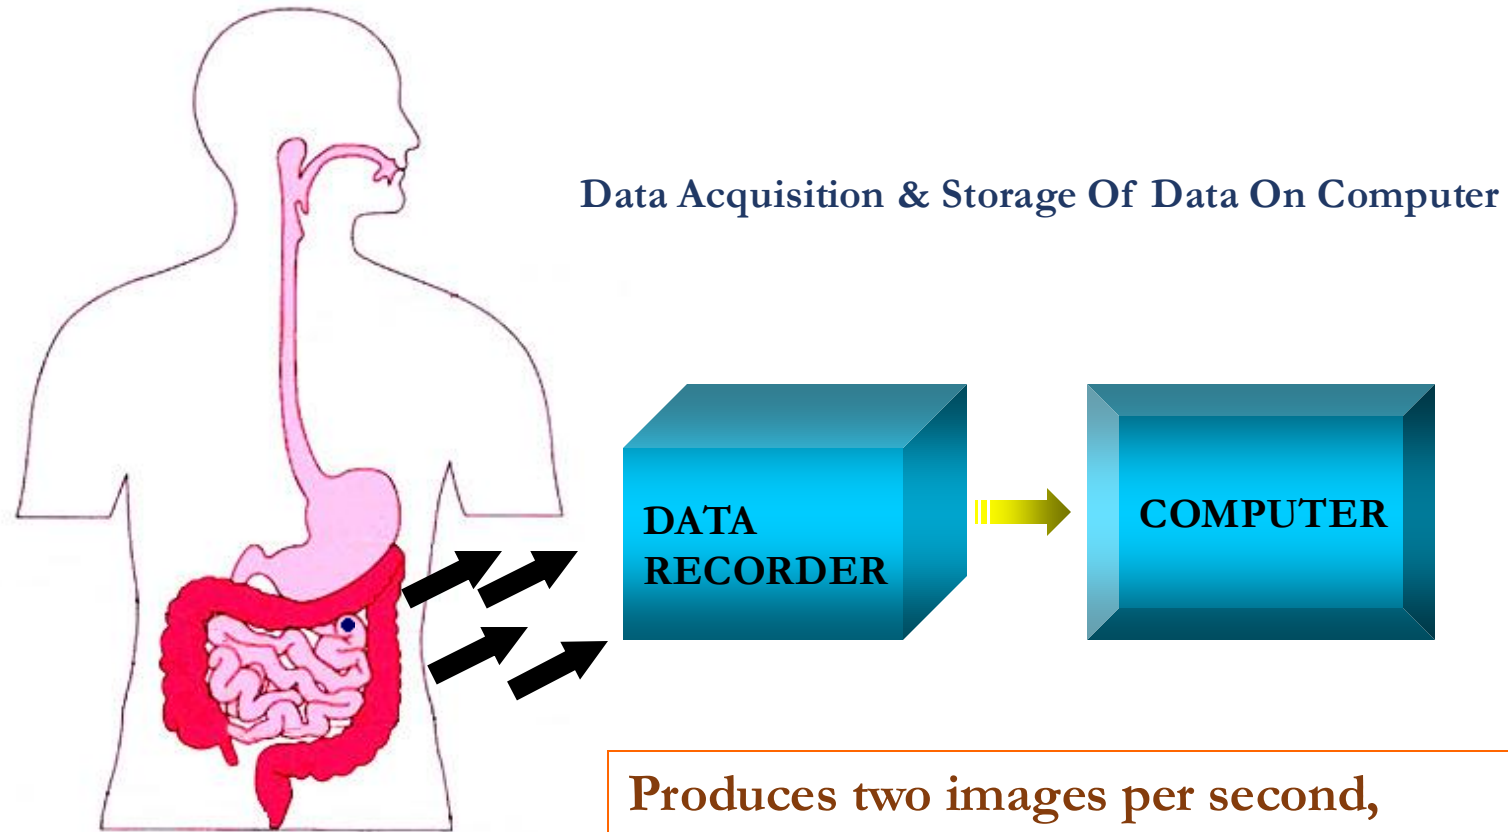 Data Acquisition & Storage Of Data On Computer
DATA
RECORDER
COMPUTER
Produces two images per second,